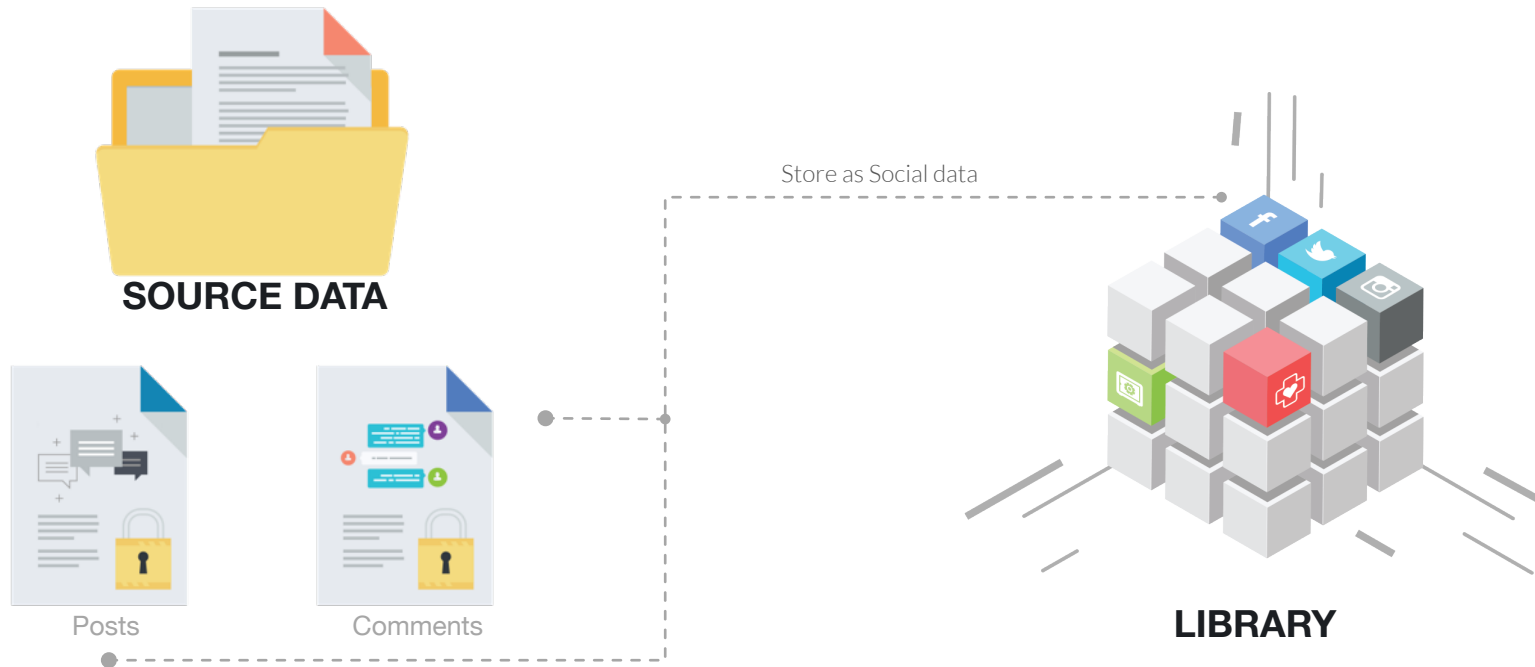 SOURCE DATA
Store as Social data
Posts
Comments
LIBRARY